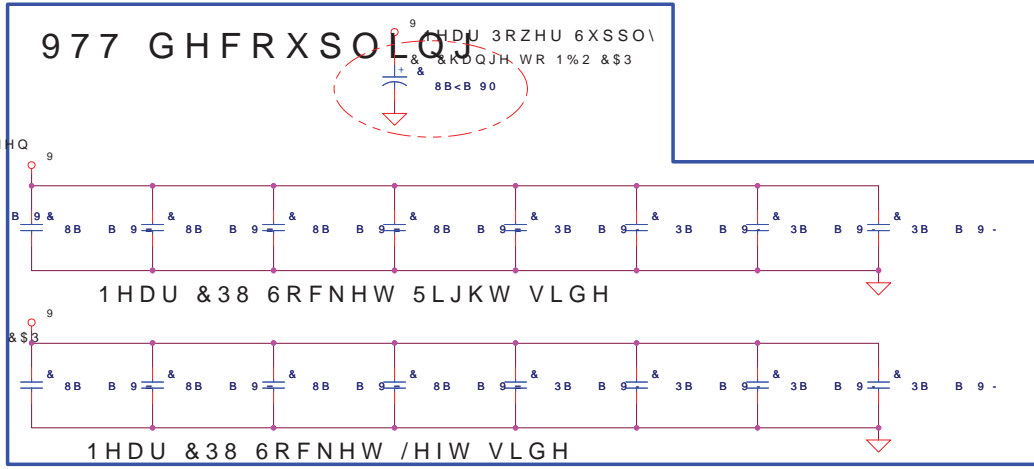 977 GHFRXSOLQJ
9
1HDU 3RZHU 6XSSO\
& &KDQJH WR 1%2 &$3
+ &
8B<B 90
HQ
9
B 9 & 8B B 9 & 8B B 9 & 8B B 9 & 8B B 9 & 3B B 9 & 3B B 9 & 3B B 9 & 3B B 9 -
1HDU &38 6RFNHW 5LJKW VLGH
9
&$3
& 8B B 9 & 8B B 9 & 8B B 9 & 8B B 9 & 3B B 9 & 3B B 9 & 3B B 9 & 3B B 9 -
1HDU &38 6RFNHW /HIW VLGH